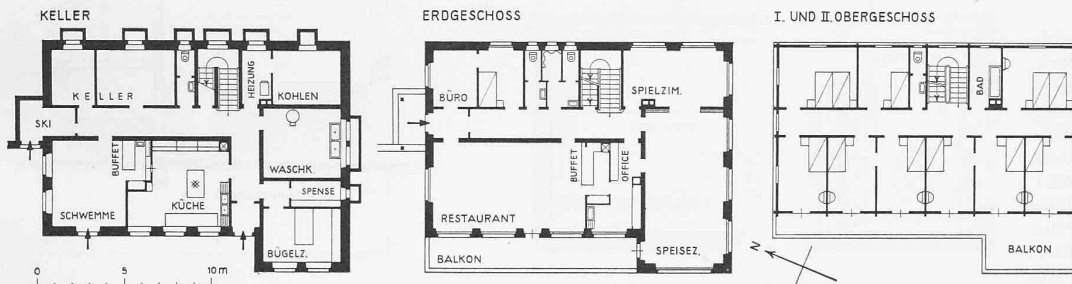 KELLER
KELLER
SKI
SCHWEMME
BUFFET
KÜCHE
HEIZUNG
KOHLEN
WASCHK.
SPENSE
BÜGELZ.
0 5 10 m
ERDGESCHOSS
BÜRO
SPIELZIM.
BUFFET
OFFICE
RESTAURANT
BALKON
SPEISEZ.
I. UND II. OBERGESCHOSS
BAD
BALKON
N